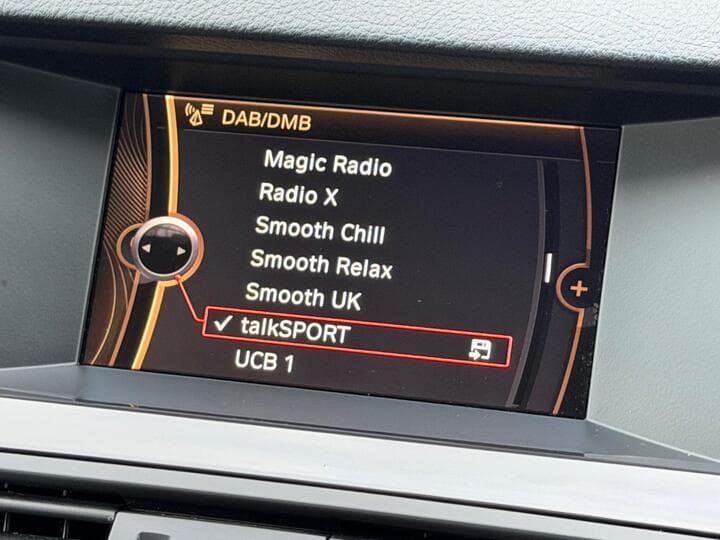 DAB/DMB
Magic Radio
Radio X
Smooth Chill
Smooth Relax
Smooth UK
✓ talkSPORT
UCB 1